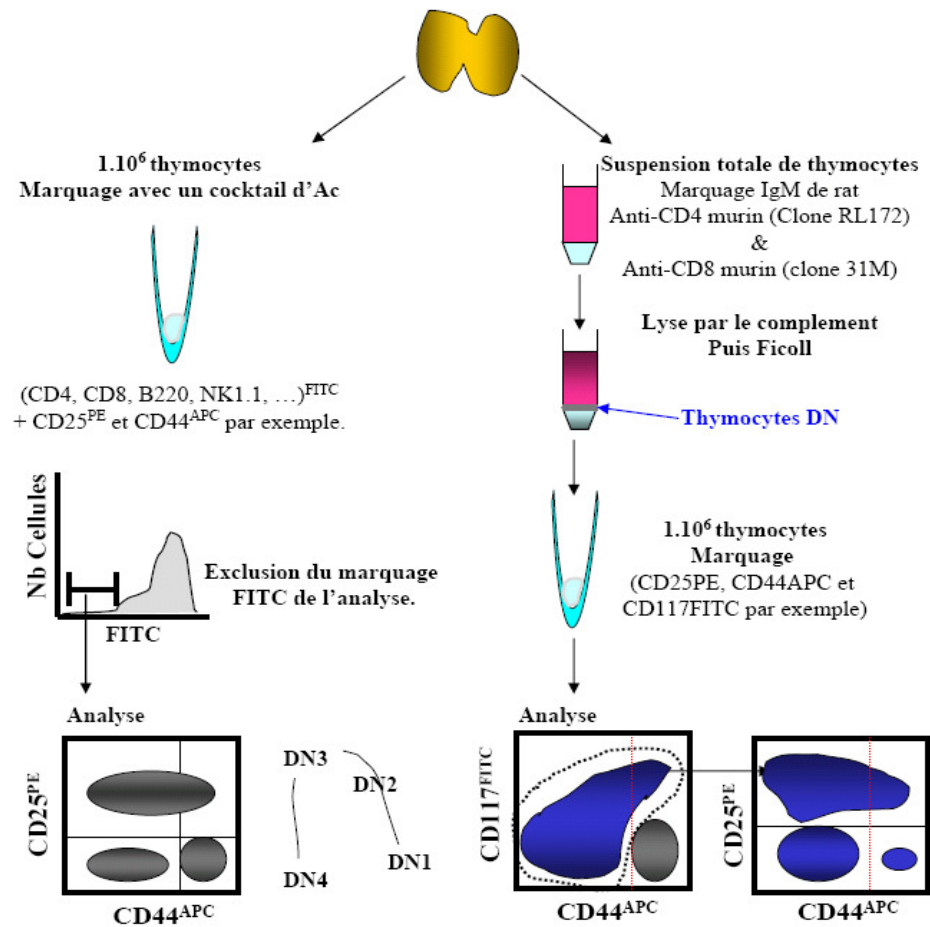 1.10⁶ thymocytes
Marquage avec un cocktail d'Ac
(CD4, CD8, B220, NK1.1, …)ᶠᴵᵀᶜ
+ CD25ᴾᴱ et CD44ᴬᴾᶜ par exemple.
Nb Cellules
FITC
Exclusion du marquage
FITC de l'analyse.
Analyse
CD25ᴾᴱ
CD44ᴬᴾᶜ
DN3
DN2
DN4
DN1
Suspension totale de thymocytes
Marquage IgM de rat
Anti-CD4 murin (Clone RL172)
&
Anti-CD8 murin (clone 31M)
Lyse par le complement
Puis Ficoll
Thymocytes DN
1.10⁶ thymocytes
Marquage
(CD25PE, CD44APC et
CD117FITC par exemple)
Analyse
CD117ᶠᴵᵀᶜ
CD44ᴬᴾᶜ
CD25ᴾᴱ
CD44ᴬᴾᶜ